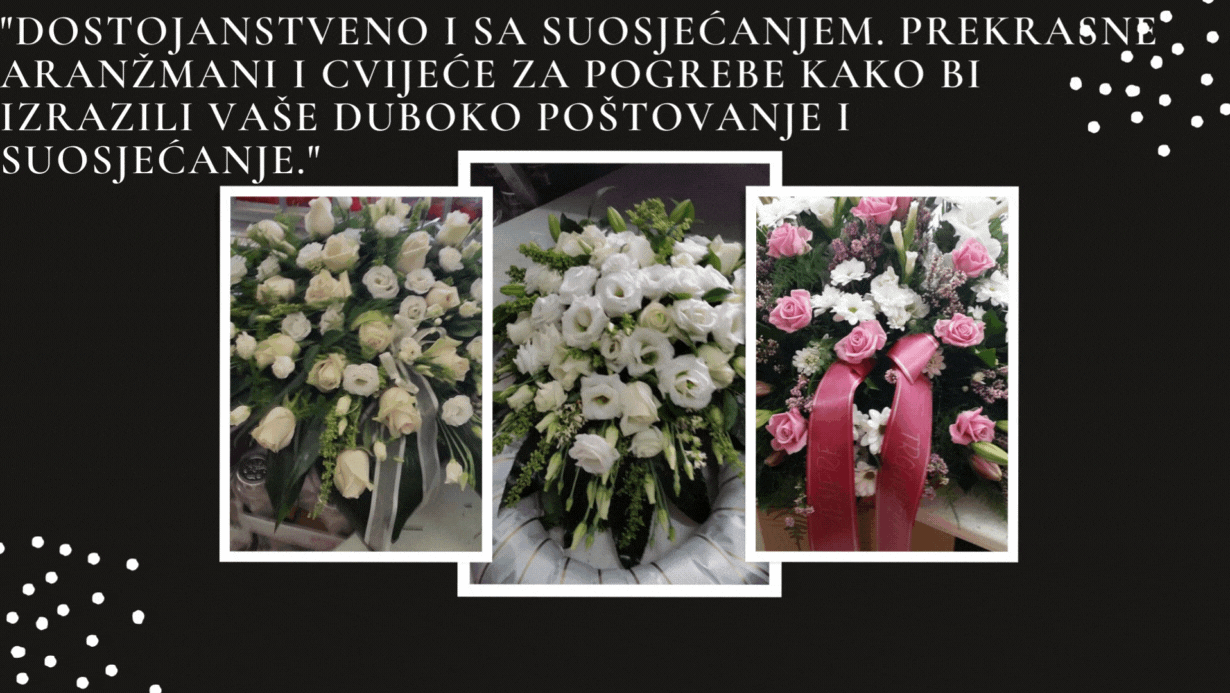 "DOSTOJANSTVENO I SA SUOSJEĆANJEM. PREKRASNE
ARANŽMANI I CVIJEĆE ZA POGREBE KAKO BI
IZRAZILI VAŠE DUBOKO POŠTOVANJE I
SUOSJEĆANJE."